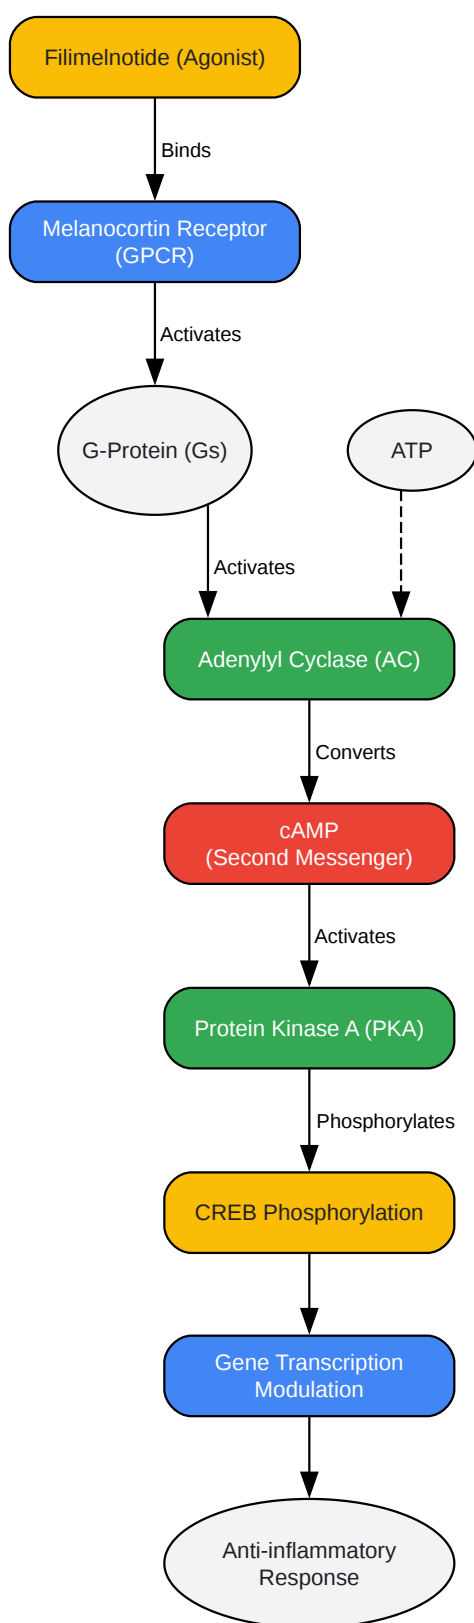 Filimelnotide (Agonist)
Binds
Melanocortin Receptor
(GPCR)
Activates
G-Protein (Gs)
ATP
Activates
Adenylyl Cyclase (AC)
Converts
cAMP
(Second Messenger)
Activates
Protein Kinase A (PKA)
Phosphorylates
CREB Phosphorylation
Gene Transcription
Modulation
Anti-inflammatory
Response